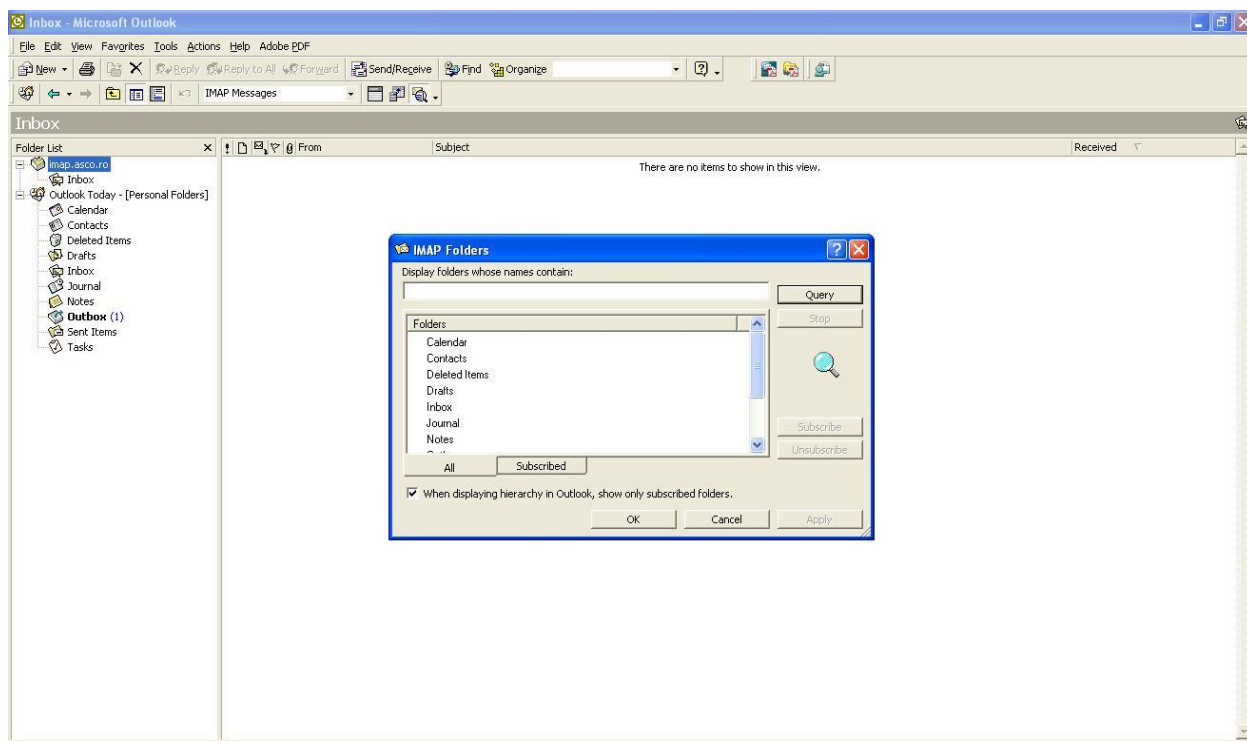 Inbox - Microsoft Outlook
File Edit View Favorites Tools Actions Help Adobe PDF
New Reply Reply to All Forward Send/Receive Find Organize
IMAP Messages
Inbox
Folder List
! From Subject Received
imap.asco.ro
There are no items to show in this view.
Inbox
Outlook Today - [Personal Folders]
Calendar
Contacts
Deleted Items
Drafts
Inbox
Journal
Notes
Outbox (1)
Sent Items
Tasks
IMAP Folders
Display folders whose names contain:
Query
Stop
Folders
Calendar
Contacts
Deleted Items
Drafts
Inbox
Journal
Notes
Subscribe
Unsubscribe
All Subscribed
When displaying hierarchy in Outlook, show only subscribed folders.
OK Cancel Apply